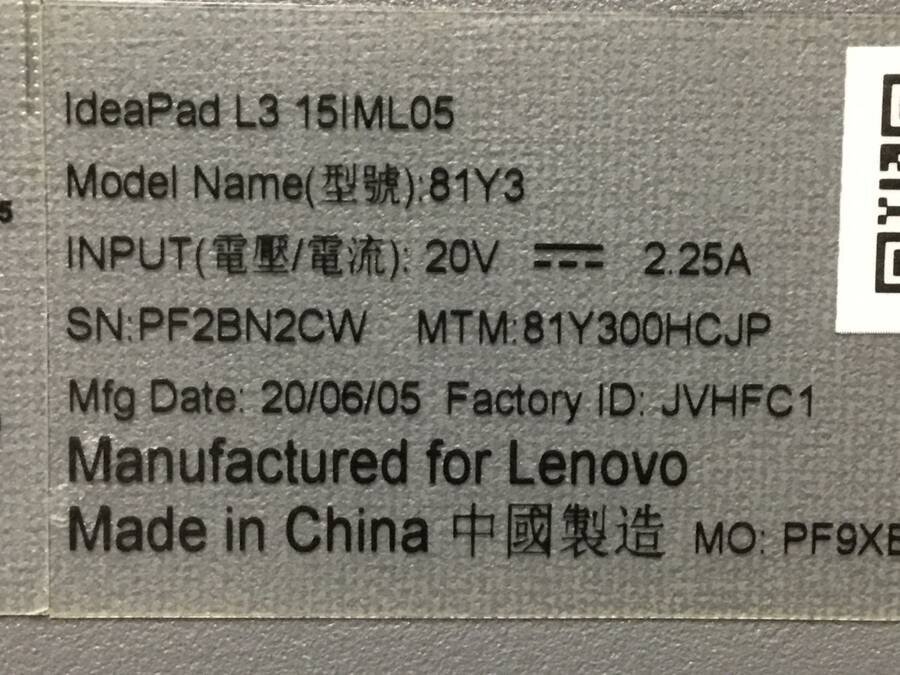 IdeaPad L3 15IML05
Model Name(型號):81Y3
5
INPUT(電壓/電流): 20V ⎓ 2.25A
SN:PF2BN2CW MTM:81Y300HCJP
Mfg Date: 20/06/05 Factory ID: JVHFC1
Manufactured for Lenovo
Made in China 中國製造 MO: PF9XE